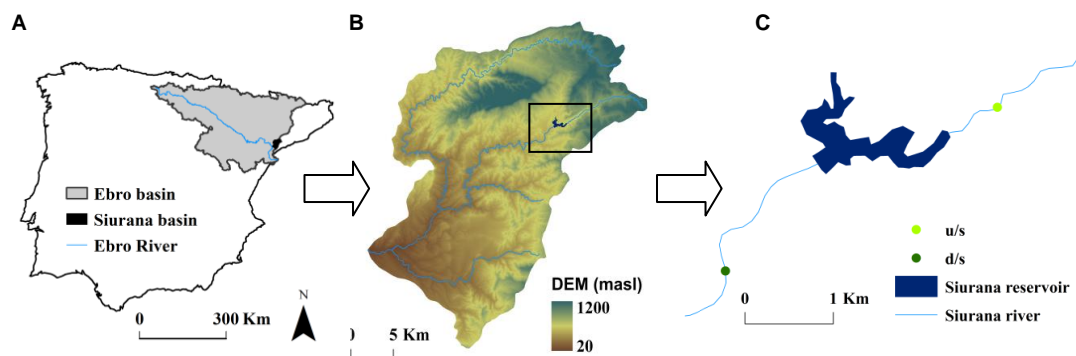 A
B
C
Ebro basin
Siurana basin
Ebro River
N
0 300 Km
DEM (masl)
1200
20
0 5 Km
u/s
d/s
Siurana reservoir
Siurana river
0 1 Km